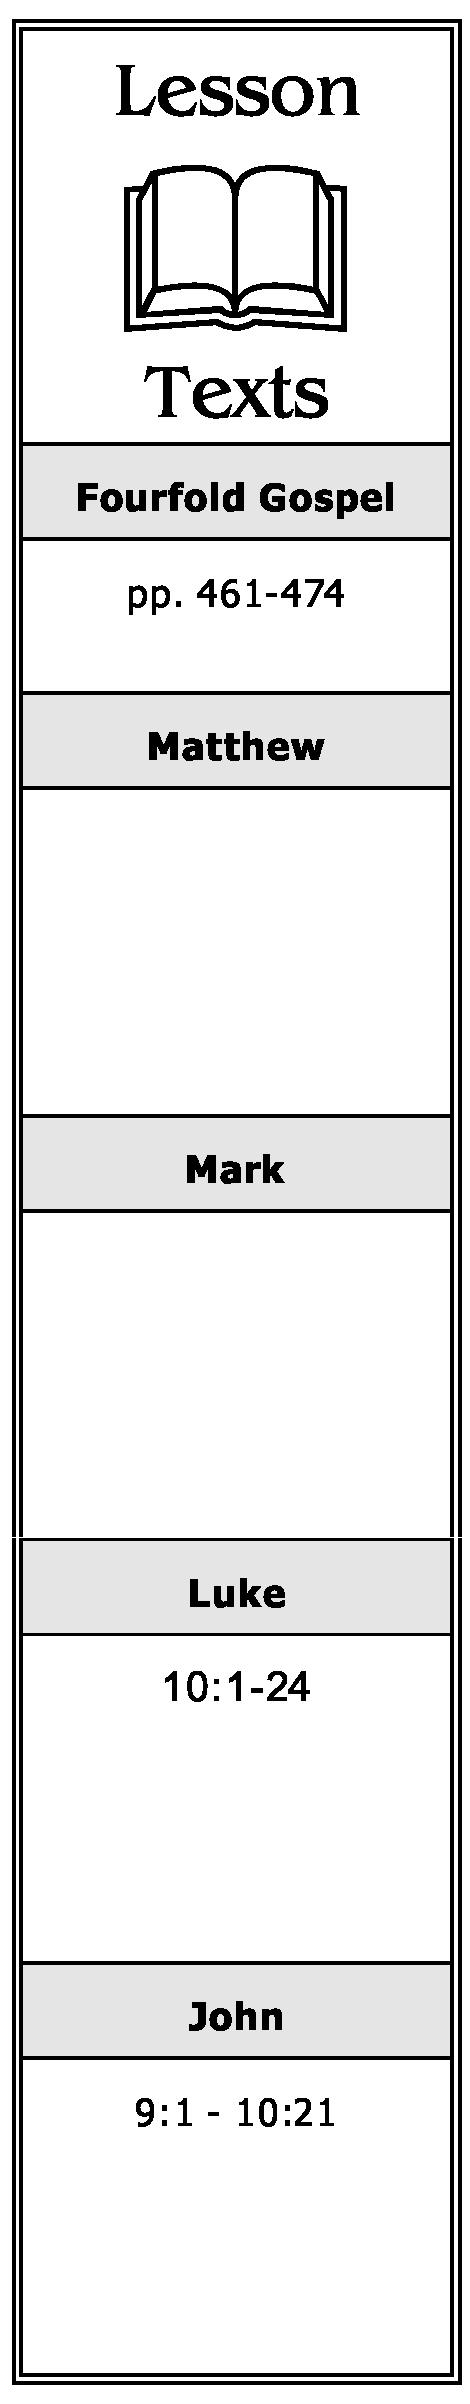 Lesson
Texts
Fourfold Gospel
pp. 461-474
Matthew
Mark
Luke
10:1-24
John
9:1 - 10:21